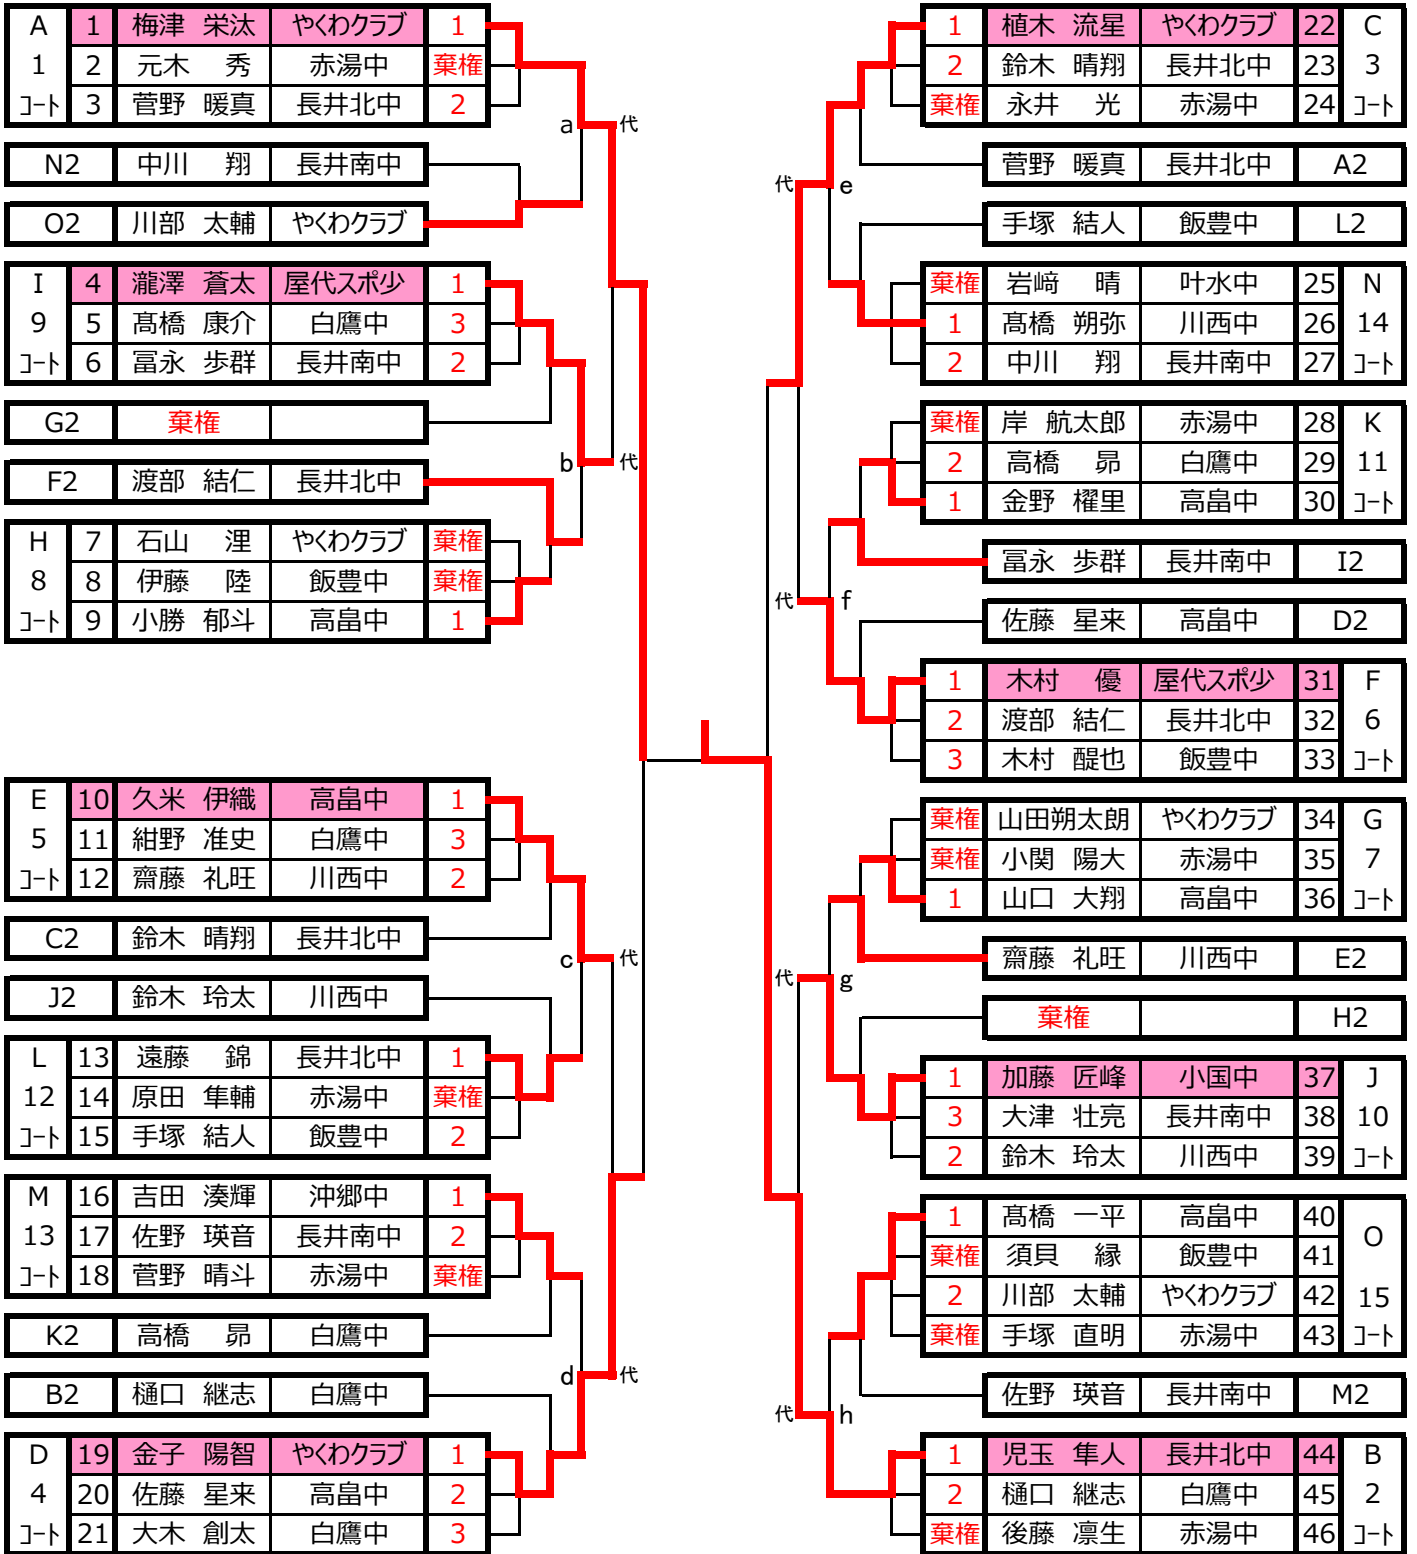 A 1 梅津 栄汰 やくわクラブ 1
1 2 元木 秀 赤湯中 棄権
コート 3 菅野 暖真 長井北中 2
a 代
N2 中川 翔 長井南中
O2 川部 太輔 やくわクラブ
I 4 瀧澤 蒼太 屋代スポ少 1
9 5 髙橋 康介 白鷹中 3
コート 6 冨永 歩群 長井南中 2
G2 棄権
b 代
F2 渡部 結仁 長井北中
H 7 石山 浬 やくわクラブ 棄権
8 8 伊藤 陸 飯豊中 棄権
コート 9 小勝 郁斗 高畠中 1
E 10 久米 伊織 高畠中 1
5 11 紺野 准史 白鷹中 3
コート 12 齋藤 礼旺 川西中 2
C2 鈴木 晴翔 長井北中
c 代
J2 鈴木 玲太 川西中
L 13 遠藤 錦 長井北中 1
12 14 原田 隼輔 赤湯中 棄権
コート 15 手塚 結人 飯豊中 2
M 16 吉田 湊輝 沖郷中 1
13 17 佐野 瑛音 長井南中 2
コート 18 菅野 晴斗 赤湯中 棄権
K2 高橋 昴 白鷹中
d 代
B2 樋口 継志 白鷹中
D 19 金子 陽智 やくわクラブ 1
4 20 佐藤 星来 高畠中 2
コート 21 大木 創太 白鷹中 3
1 植木 流星 やくわクラブ 22 C
2 鈴木 晴翔 長井北中 23 3
棄権 永井 光 赤湯中 24 コート
菅野 暖真 長井北中 A2
代 e
手塚 結人 飯豊中 L2
棄権 岩﨑 晴 叶水中 25 N
1 髙橋 朔弥 川西中 26 14
2 中川 翔 長井南中 27 コート
棄権 岸 航太郎 赤湯中 28 K
2 高橋 昴 白鷹中 29 11
1 金野 櫂里 高畠中 30 コート
冨永 歩群 長井南中 I2
代 f
佐藤 星来 高畠中 D2
1 木村 優 屋代スポ少 31 F
2 渡部 結仁 長井北中 32 6
3 木村 醍也 飯豊中 33 コート
棄権 山田朔太朗 やくわクラブ 34 G
棄権 小関 陽大 赤湯中 35 7
1 山口 大翔 高畠中 36 コート
齋藤 礼旺 川西中 E2
代 g
棄権 H2
1 加藤 匠峰 小国中 37 J
3 大津 壮亮 長井南中 38 10
2 鈴木 玲太 川西中 39 コート
1 髙橋 一平 高畠中 40 O
棄権 須貝 縁 飯豊中 41
2 川部 太輔 やくわクラブ 42 15
棄権 手塚 直明 赤湯中 43 コート
佐野 瑛音 長井南中 M2
代 h
1 児玉 隼人 長井北中 44 B
2 樋口 継志 白鷹中 45 2
棄権 後藤 凛生 赤湯中 46 コート